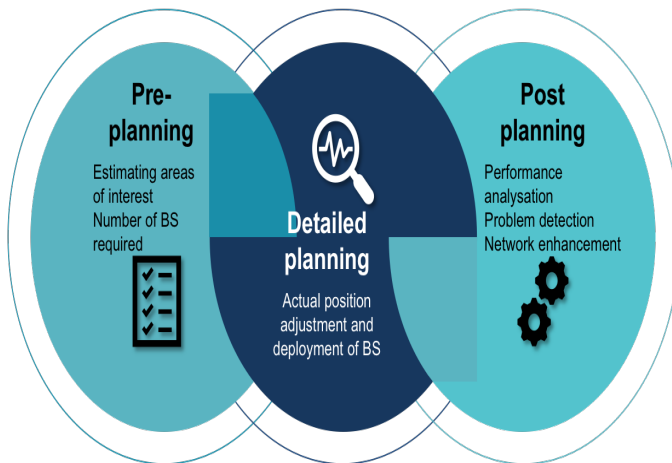 Pre-
planning
Estimating areas
of interest
Number of BS
required
Detailed
planning
Actual position
adjustment and
deployment of BS
Post
planning
Performance
analysation
Problem detection
Network enhancement